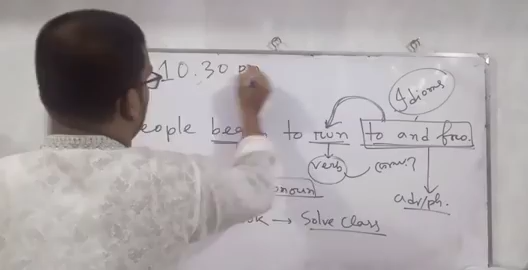 10.30 P
Idioms
eople began to run to and fro.
verb
adv/ph.
onoun
→ Solve class